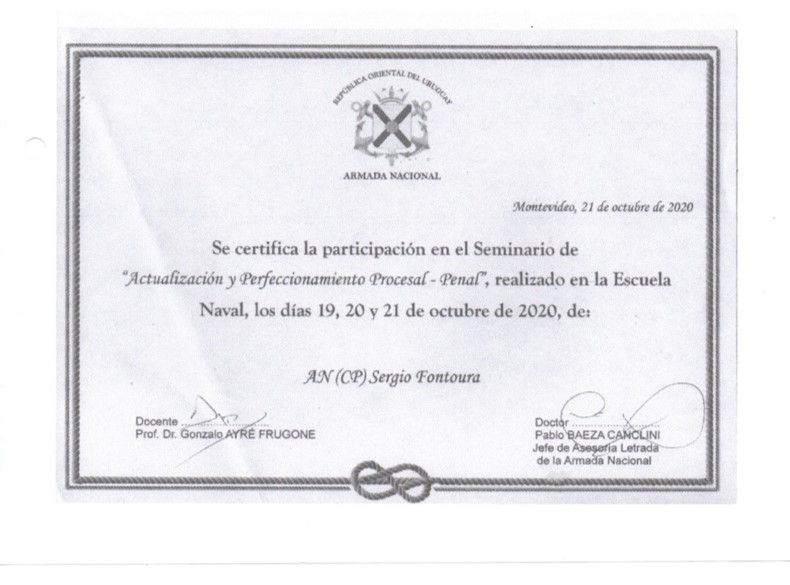 REPÚBLICA ORIENTAL DEL URUGUAY
ARMADA NACIONAL
Montevideo, 21 de octubre de 2020
Se certifica la participación en el Seminario de
"Actualización y Perfeccionamiento Procesal - Penal", realizado en la Escuela
Naval, los días 19, 20 y 21 de octubre de 2020, de:
AN (CP) Sergio Fontoura
Docente ........................
Prof. Dr. Gonzalo AYRÉ FRUGONE
Doctor ........................
Pablo BAEZA CANCLINI
Jefe de Asesoría Letrada
de la Armada Nacional